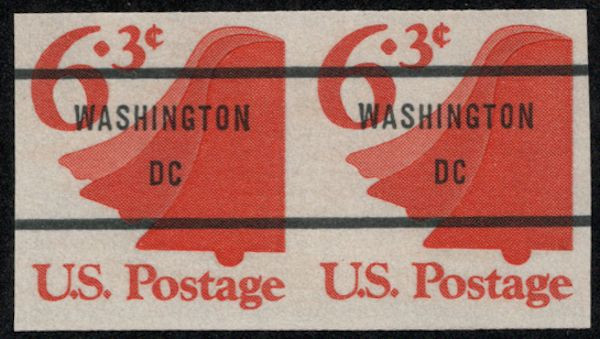 6·3¢ 6·3¢
WASHINGTON WASHINGTON
DC DC
U.S. Postage U.S. Postage